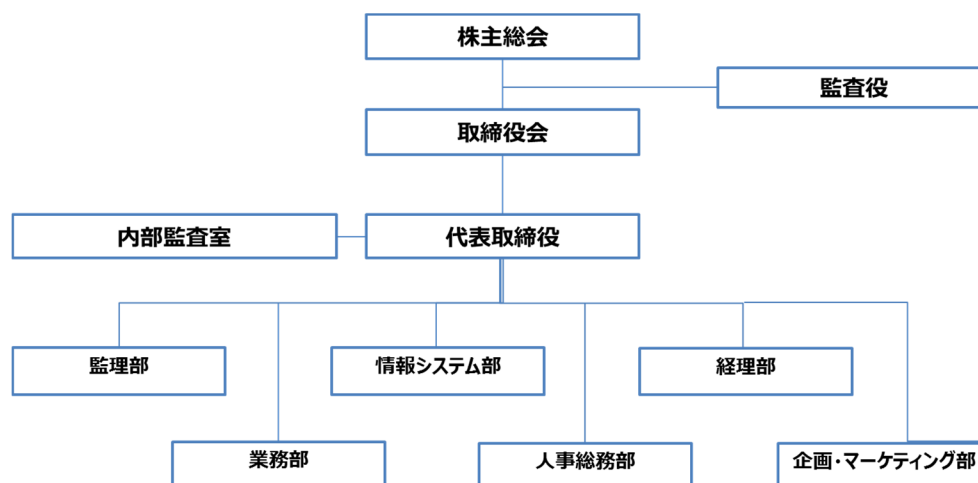 株主総会
監査役
取締役会
内部監査室
代表取締役
監理部
情報システム部
経理部
業務部
人事総務部
企画・マーケティング部